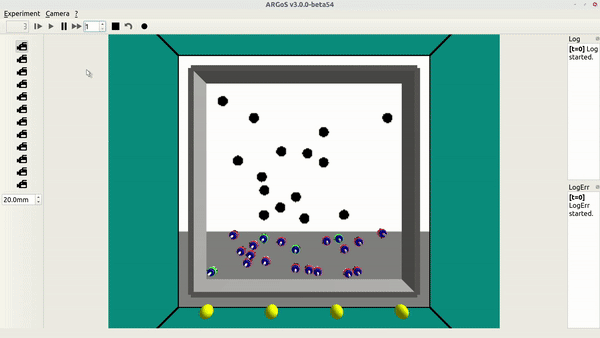 ARGoS v3.0.0-beta54
Experiment Camera ?
3
1
20.0mm
Log
[t=0] Log
started.
LogErr
[t=0]
LogErr
started.